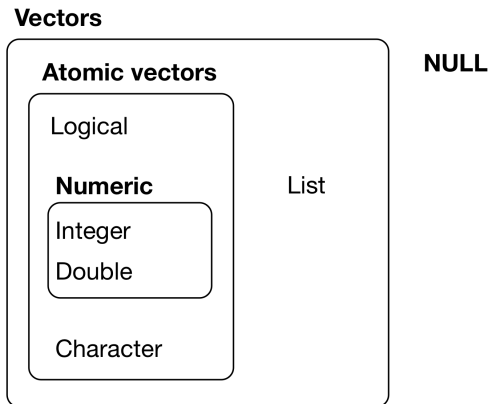 Vectors
NULL
Atomic vectors
Logical
Numeric
List
Integer
Double
Character